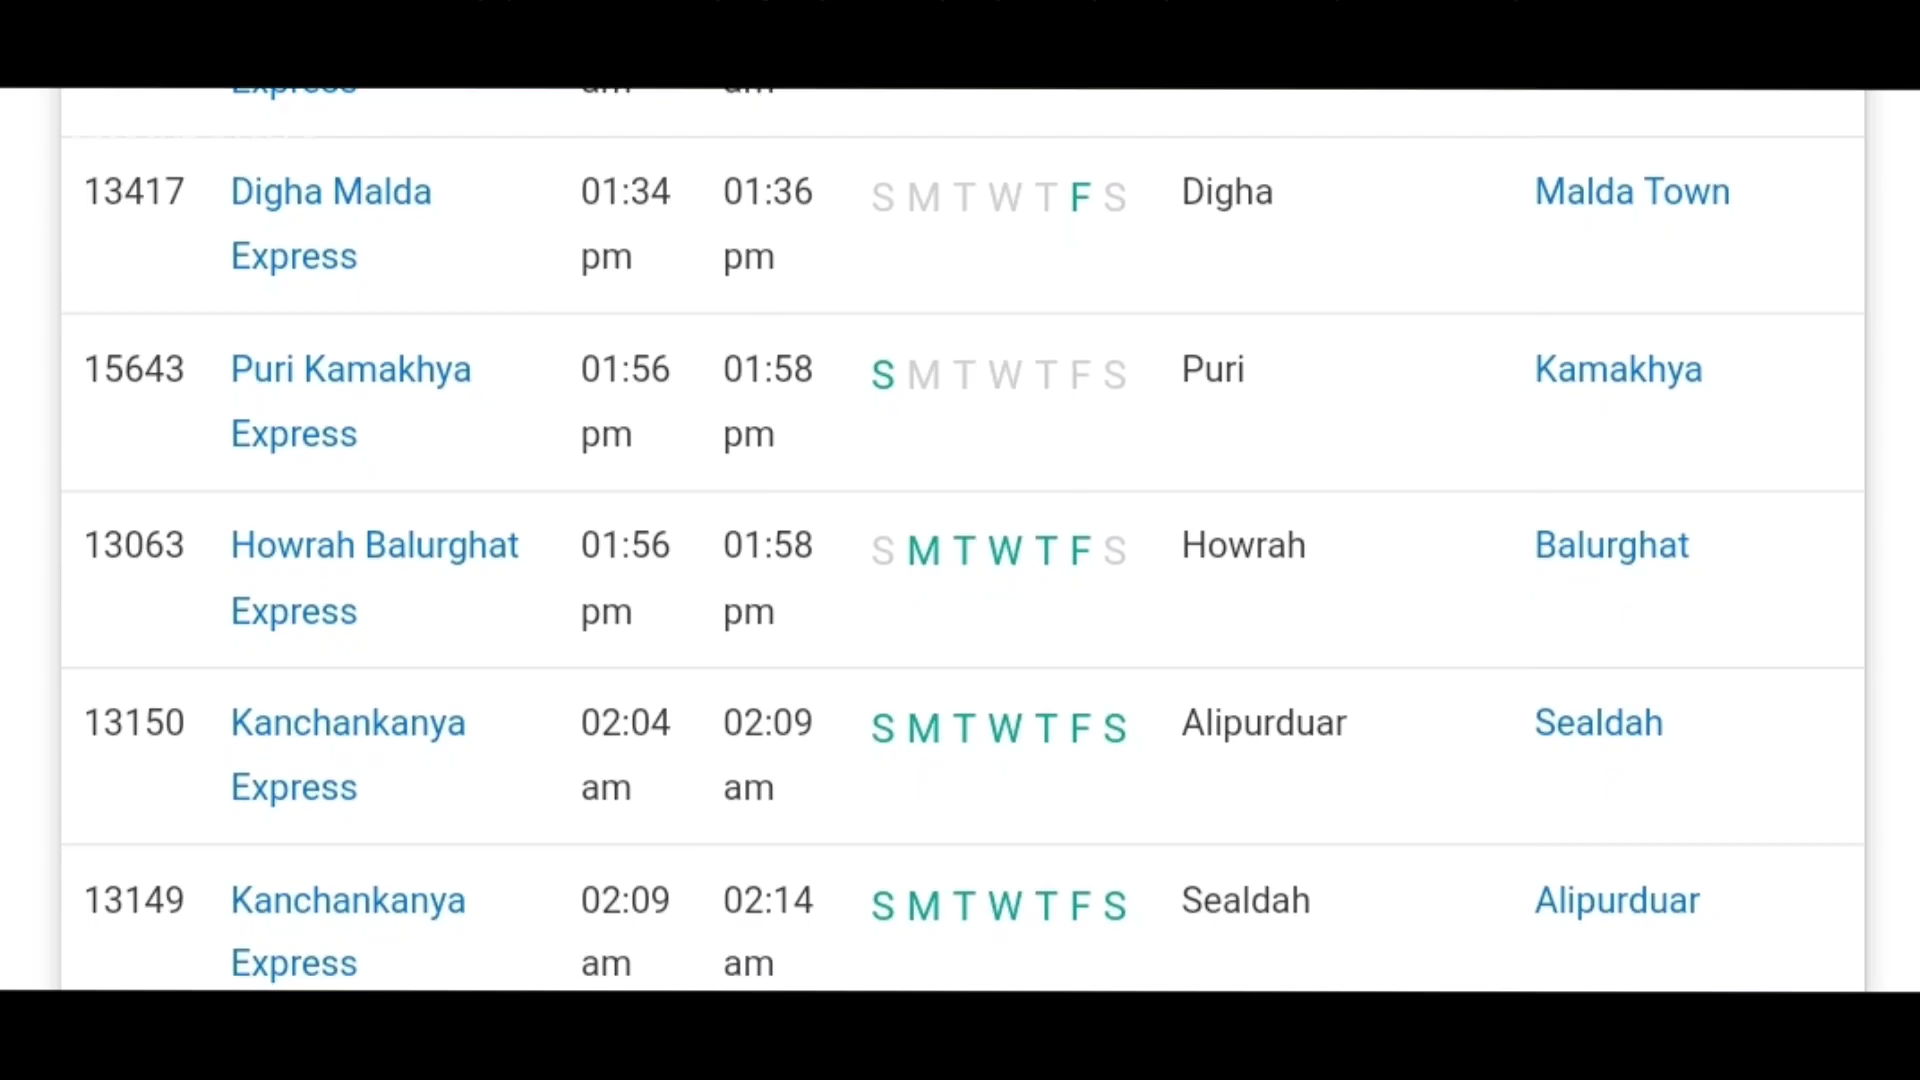 Express am am
13417 Digha Malda 01:34 01:36 S M T W T F S Digha Malda Town
Express pm pm
15643 Puri Kamakhya 01:56 01:58 S M T W T F S Puri Kamakhya
Express pm pm
13063 Howrah Balurghat 01:56 01:58 S M T W T F S Howrah Balurghat
Express pm pm
13150 Kanchankanya 02:04 02:09 S M T W T F S Alipurduar Sealdah
Express am am
13149 Kanchankanya 02:09 02:14 S M T W T F S Sealdah Alipurduar
Express am am